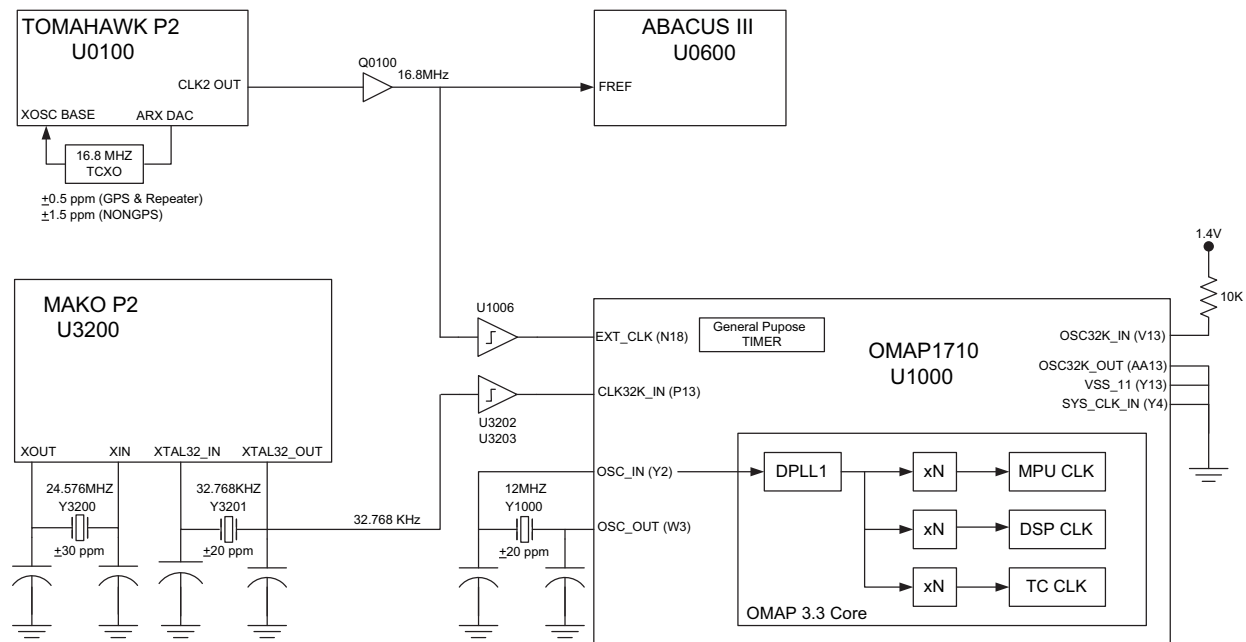 TOMAHAWK P2
U0100
CLK2 OUT
XOSC BASE
ARX DAC
16.8 MHZ
TCXO
±0.5 ppm (GPS & Repeater)
±1.5 ppm (NONGPS)
Q0100
16.8MHz
ABACUS III
U0600
FREF
MAKO P2
U3200
XOUT
XIN
XTAL32_IN
XTAL32_OUT
24.576MHZ
Y3200
±30 ppm
32.768KHZ
Y3201
±20 ppm
32.768 KHz
U1006
U3202
U3203
12MHZ
Y1000
±20 ppm
EXT_CLK (N18)
General Pupose
TIMER
CLK32K_IN (P13)
OSC_IN (Y2)
OSC_OUT (W3)
OMAP1710
U1000
1.4V
10K
OSC32K_IN (V13)
OSC32K_OUT (AA13)
VSS_11 (Y13)
SYS_CLK_IN (Y4)
DPLL1
xN
MPU CLK
xN
DSP CLK
xN
TC CLK
OMAP 3.3 Core